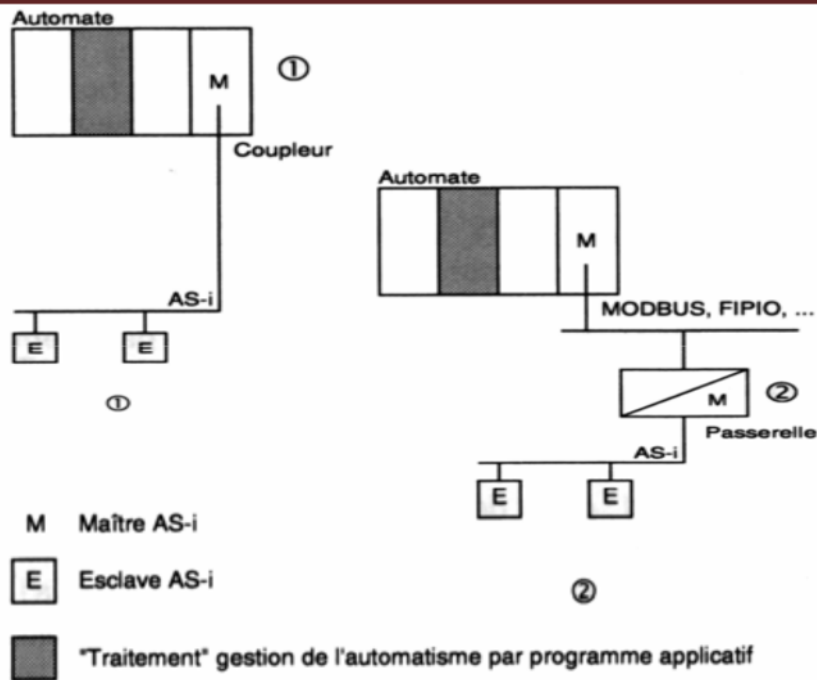 Automate
M
①
Coupleur
AS-i
E E
①
Automate
M
MODBUS, FIPIO, ...
M
②
Passerelle
AS-i
E E
②
M Maître AS-i
E Esclave AS-i
"Traitement" gestion de l'automatisme par programme applicatif